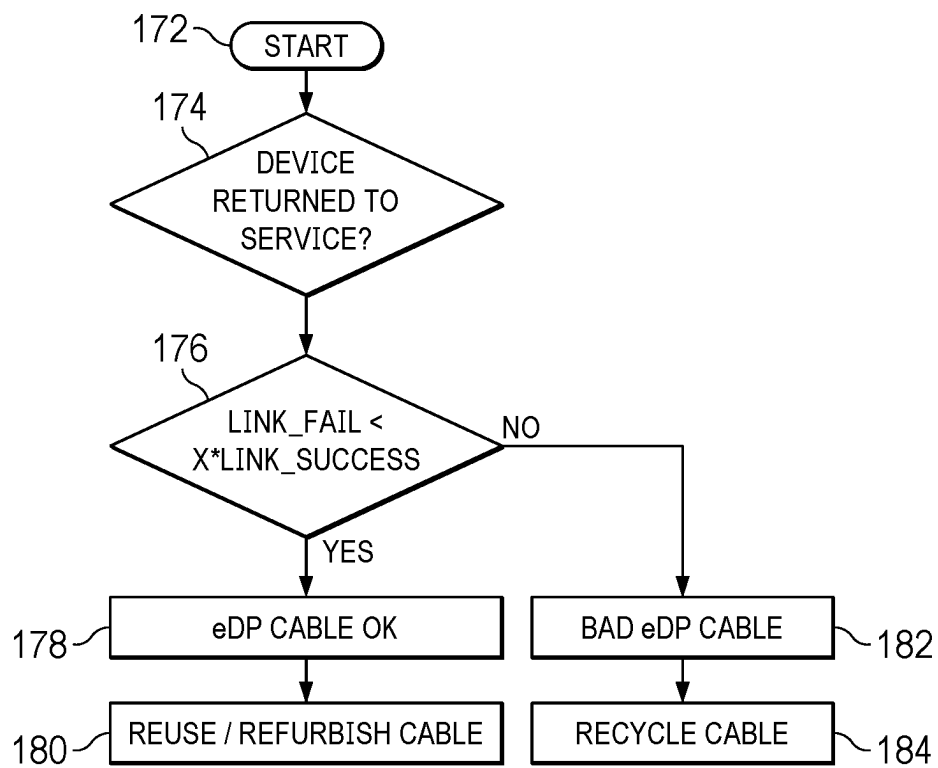 172
START
174
DEVICE
RETURNED TO
SERVICE?
176
LINK_FAIL <
X*LINK_SUCCESS
NO
YES
178
eDP CABLE OK
BAD eDP CABLE
182
180
REUSE / REFURBISH CABLE
RECYCLE CABLE
184